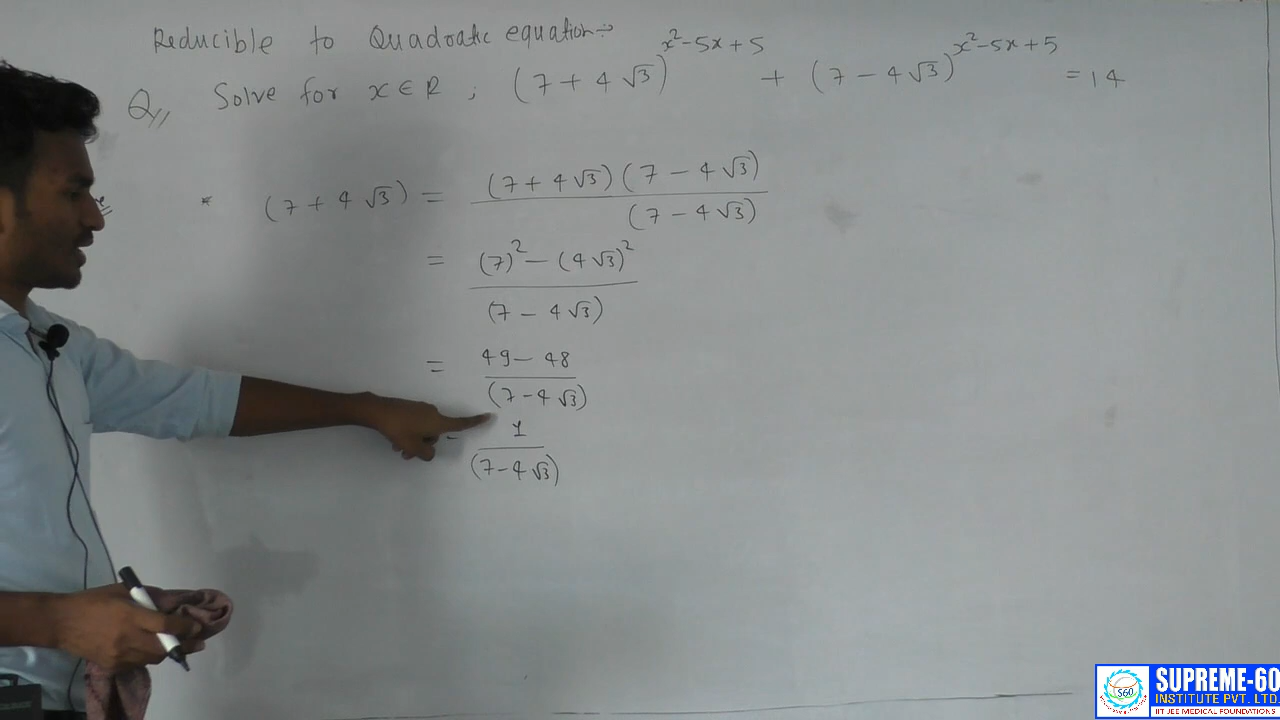 Reducible to Quadratic equation :-
Q// Solve for x ∈ R ; (7 + 4√3)^(x²-5x+5) + (7 - 4√3)^(x²-5x+5) = 14
* (7 + 4√3) = (7 + 4√3)(7 - 4√3) / (7 - 4√3)
= (7)² - (4√3)² / (7 - 4√3)
= 49 - 48 / (7 - 4√3)
= 1 / (7 - 4√3)
S60
SUPREME-60
INSTITUTE PVT. LTD
IIT JEE MEDICAL FOUNDATIONS